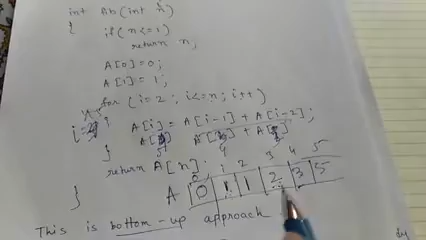 int fib(int n)
{ if(n<=1)
return n;
A[0]=0;
A[1]=1;
for(i=2; i<=n; i++)
A[i]=A[i-1]+A[i-2];
}
return A[n].
0 1 2 3 4 5
} A 0 1 1 2 3 5
This is bottom-up approach